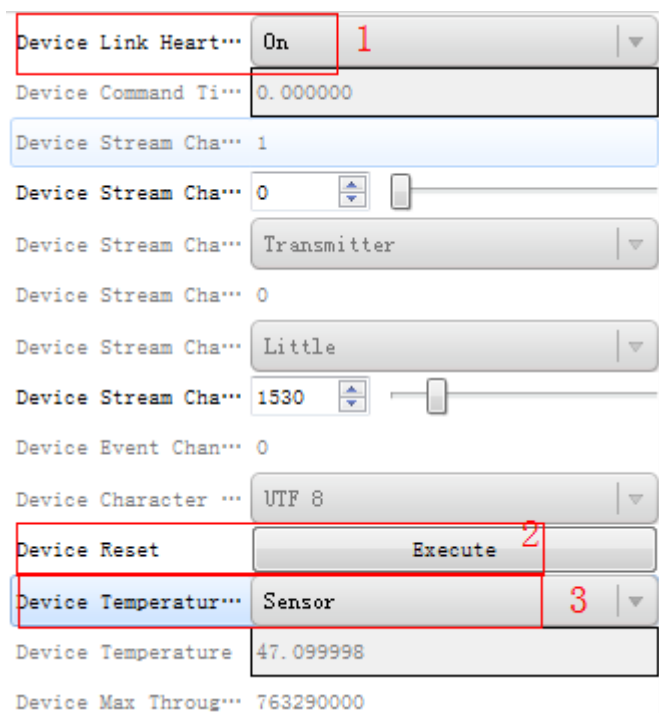 Device Link Heart··· On 1
Device Command Ti··· 0.000000
Device Stream Cha··· 1
Device Stream Cha··· 0
Device Stream Cha··· Transmitter
Device Stream Cha··· 0
Device Stream Cha··· Little
Device Stream Cha··· 1530
Device Event Chan··· 0
Device Character ··· UTF 8
Device Reset Execute 2
Device Temperatur··· Sensor 3
Device Temperature 47.099998
Device Max Throug··· 763290000